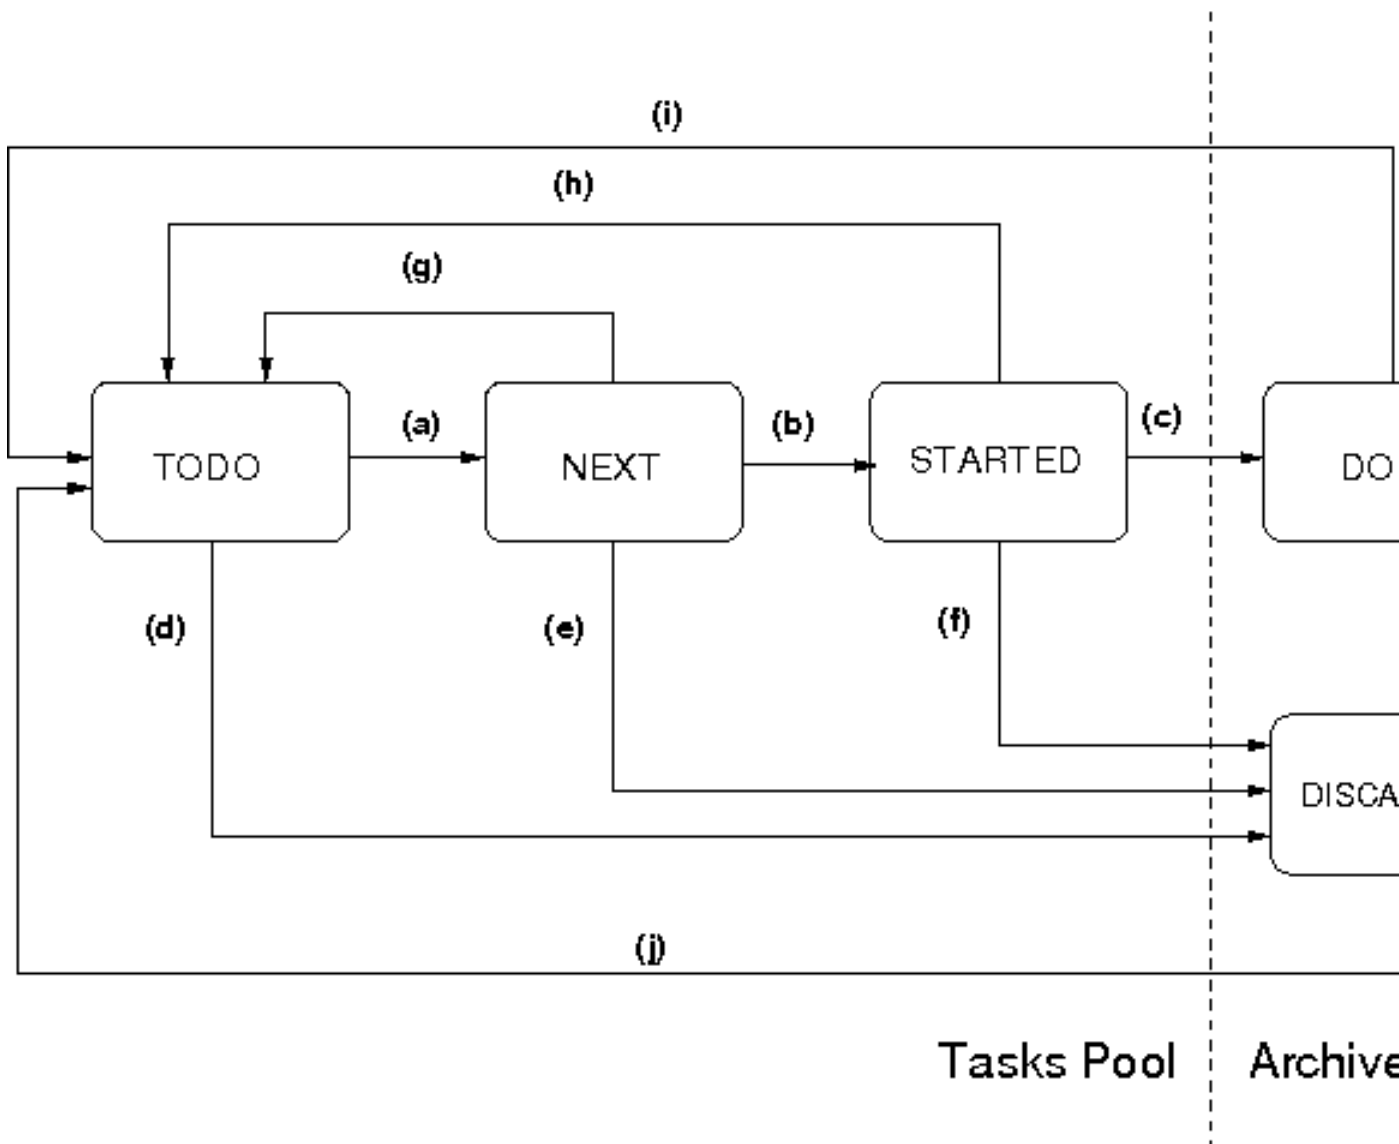 (i)
(h)
(g)
(a)
(b)
(c)
TODO
NEXT
STARTED
DO
(d)
(e)
(f)
DISCA
(j)
Tasks Pool
Archive